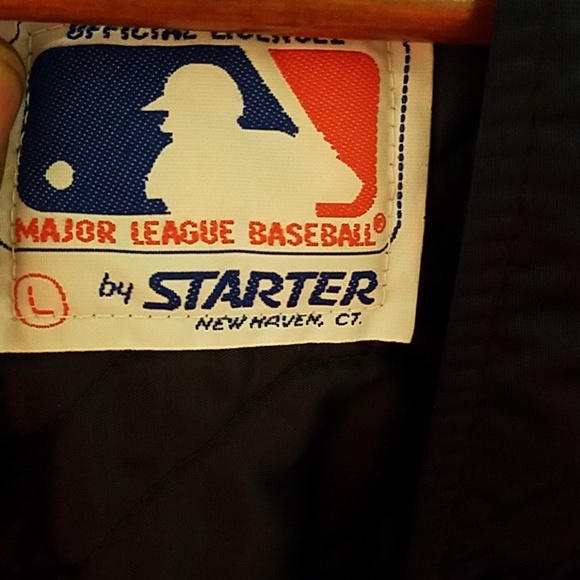 OFFICIAL LICENSEE
MAJOR LEAGUE BASEBALL®
L by STARTER
NEW HAVEN, CT.